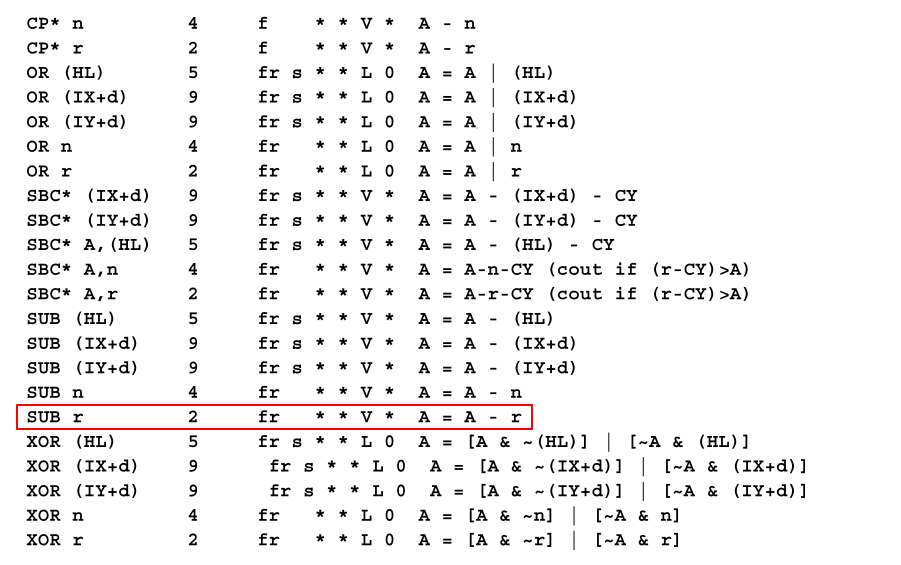 CP* n 4 f * * V * A - n
CP* r 2 f * * V * A - r
OR (HL) 5 fr s * * L 0 A = A | (HL)
OR (IX+d) 9 fr s * * L 0 A = A | (IX+d)
OR (IY+d) 9 fr s * * L 0 A = A | (IY+d)
OR n 4 fr * * L 0 A = A | n
OR r 2 fr * * L 0 A = A | r
SBC* (IX+d) 9 fr s * * V * A = A - (IX+d) - CY
SBC* (IY+d) 9 fr s * * V * A = A - (IY+d) - CY
SBC* A,(HL) 5 fr s * * V * A = A - (HL) - CY
SBC* A,n 4 fr * * V * A = A-n-CY (cout if (r-CY)>A)
SBC* A,r 2 fr * * V * A = A-r-CY (cout if (r-CY)>A)
SUB (HL) 5 fr s * * V * A = A - (HL)
SUB (IX+d) 9 fr s * * V * A = A - (IX+d)
SUB (IY+d) 9 fr s * * V * A = A - (IY+d)
SUB n 4 fr * * V * A = A - n
SUB r 2 fr * * V * A = A - r
XOR (HL) 5 fr s * * L 0 A = [A & ~(HL)] | [~A & (HL)]
XOR (IX+d) 9 fr s * * L 0 A = [A & ~(IX+d)] | [~A & (IX+d)]
XOR (IY+d) 9 fr s * * L 0 A = [A & ~(IY+d)] | [~A & (IY+d)]
XOR n 4 fr * * L 0 A = [A & ~n] | [~A & n]
XOR r 2 fr * * L 0 A = [A & ~r] | [~A & r]